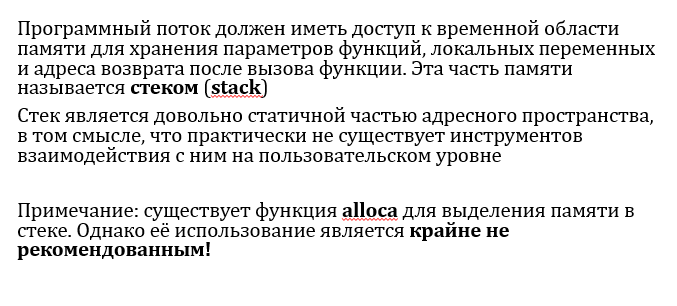 Программный поток должен иметь доступ к временной области
памяти для хранения параметров функций, локальных переменных
и адреса возврата после вызова функции. Эта часть памяти
называется стеком (stack)
Стек является довольно статичной частью адресного пространства,
в том смысле, что практически не существует инструментов
взаимодействия с ним на пользовательском уровне
Примечание: существует функция alloca для выделения памяти в
стеке. Однако её использование является крайне не
рекомендованным!